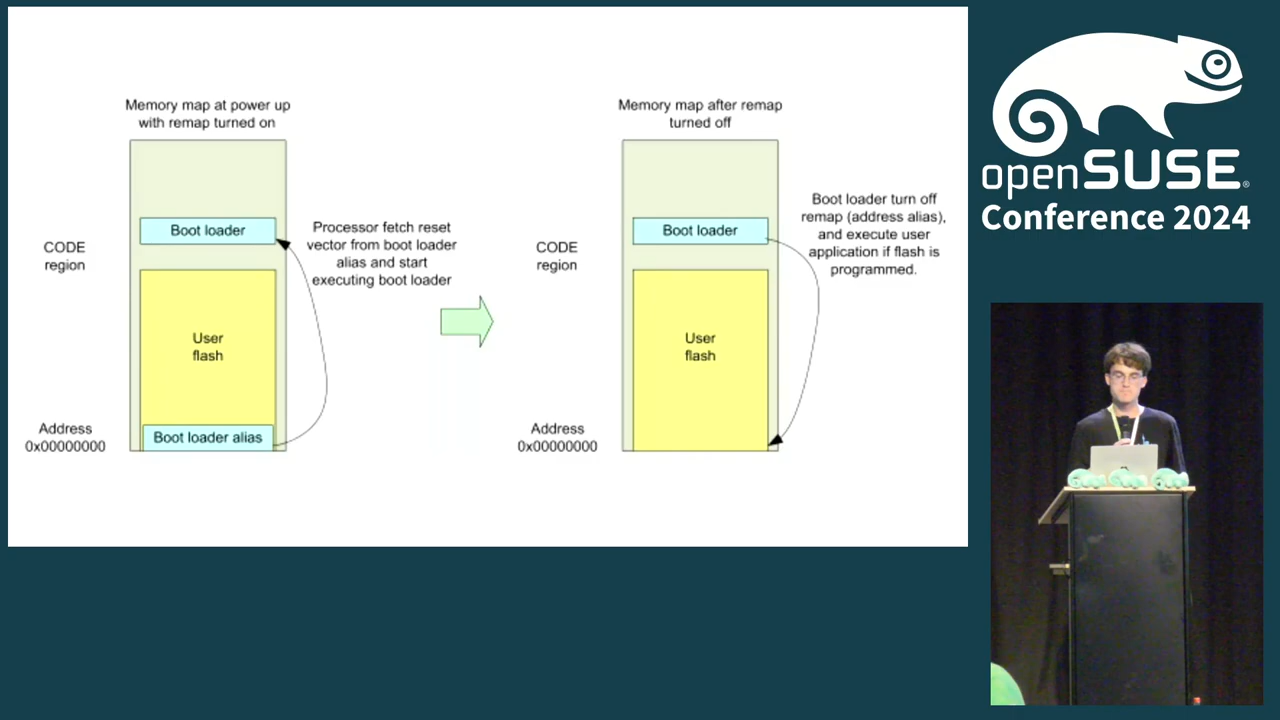 Memory map at power up
with remap turned on
CODE
region
Boot loader
Processor fetch reset
vector from boot loader
alias and start
executing boot loader
User
flash
Address
0x00000000
Boot loader alias
Memory map after remap
turned off
CODE
region
Boot loader
Boot loader turn off
remap (address alias),
and execute user
application if flash is
programmed.
User
flash
Address
0x00000000
openSUSE®
Conference 2024